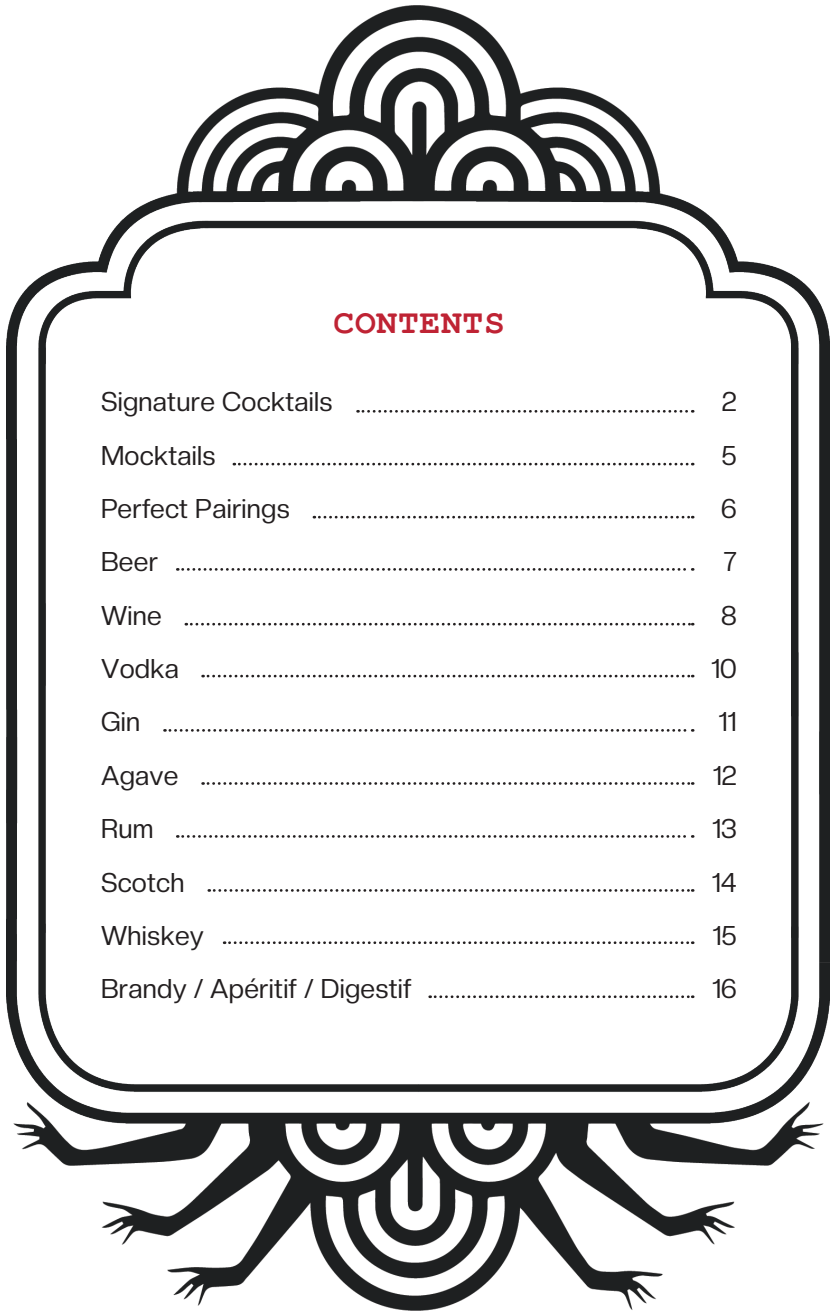 CONTENTS
Signature Cocktails ........ 2
Mocktails ........ 5
Perfect Pairings ........ 6
Beer ........ 7
Wine ........ 8
Vodka ........ 10
Gin ........ 11
Agave ........ 12
Rum ........ 13
Scotch ........ 14
Whiskey ........ 15
Brandy / Apéritif / Digestif ........ 16